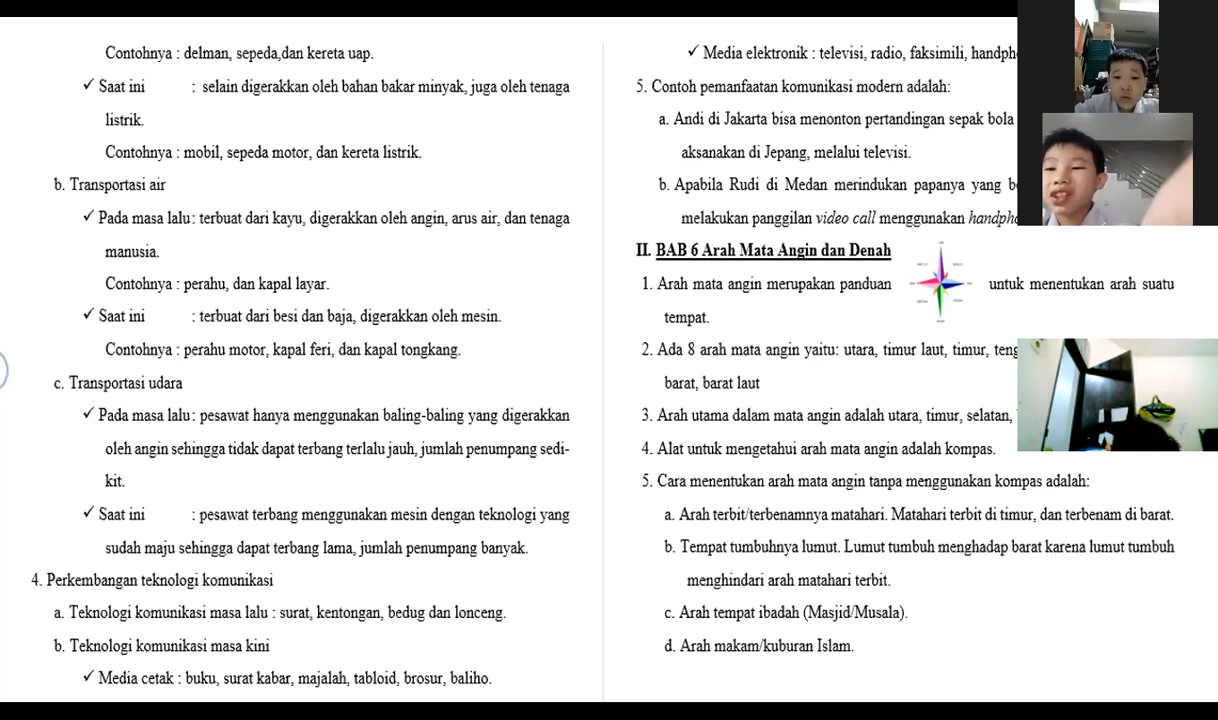 Contohnya : delman, sepeda,dan kereta uap.
✓ Saat ini : selain digerakkan oleh bahan bakar minyak, juga oleh tenaga
listrik.
Contohnya : mobil, sepeda motor, dan kereta listrik.
b. Transportasi air
✓ Pada masa lalu: terbuat dari kayu, digerakkan oleh angin, arus air, dan tenaga
manusia.
Contohnya : perahu, dan kapal layar.
✓ Saat ini : terbuat dari besi dan baja, digerakkan oleh mesin.
Contohnya : perahu motor, kapal feri, dan kapal tongkang.
c. Transportasi udara
✓ Pada masa lalu: pesawat hanya menggunakan baling-baling yang digerakkan
oleh angin sehingga tidak dapat terbang terlalu jauh, jumlah penumpang sedi-
kit.
✓ Saat ini : pesawat terbang menggunakan mesin dengan teknologi yang
sudah maju sehingga dapat terbang lama, jumlah penumpang banyak.
4. Perkembangan teknologi komunikasi
a. Teknologi komunikasi masa lalu : surat, kentongan, bedug dan lonceng.
b. Teknologi komunikasi masa kini
✓ Media cetak : buku, surat kabar, majalah, tabloid, brosur, baliho.
✓ Media elektronik : televisi, radio, faksimili, handph
5. Contoh pemanfaatan komunikasi modern adalah:
a. Andi di Jakarta bisa menonton pertandingan sepak bola
aksanakan di Jepang, melalui televisi.
b. Apabila Rudi di Medan merindukan papanya yang b
melakukan panggilan video call menggunakan handph
II. BAB 6 Arah Mata Angin dan Denah
1. Arah mata angin merupakan panduan untuk menentukan arah suatu
tempat.
2. Ada 8 arah mata angin yaitu: utara, timur laut, timur, teng
barat, barat laut
3. Arah utama dalam mata angin adalah utara, timur, selatan,
4. Alat untuk mengetahui arah mata angin adalah kompas.
5. Cara menentukan arah mata angin tanpa menggunakan kompas adalah:
a. Arah terbit/terbenamnya matahari. Matahari terbit di timur, dan terbenam di barat.
b. Tempat tumbuhnya lumut. Lumut tumbuh menghadap barat karena lumut tumbuh
menghindari arah matahari terbit.
c. Arah tempat ibadah (Masjid/Musala).
d. Arah makam/kuburan Islam.